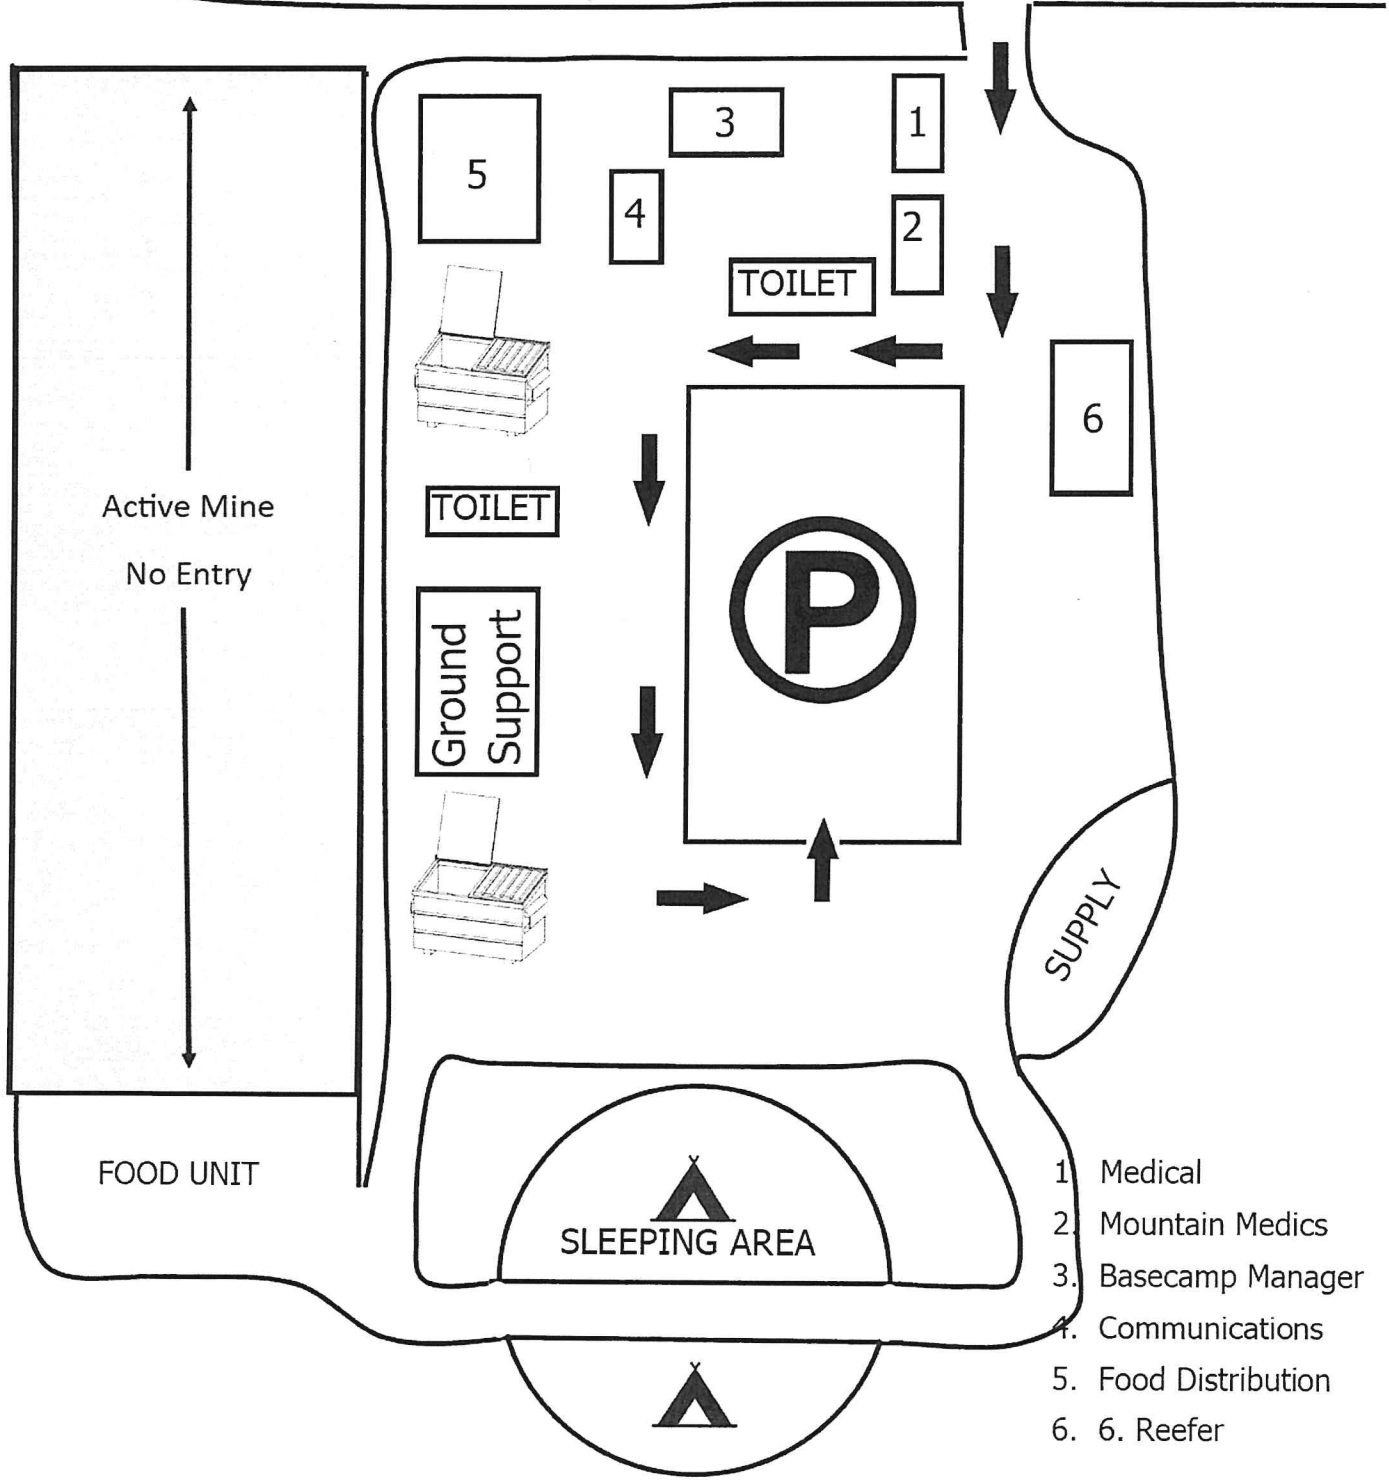 3
1
5
4
2
TOILET
6
Active Mine
TOILET
No Entry
P
Ground
Support
SUPPLY
FOOD UNIT
SLEEPING AREA
1. Medical
2. Mountain Medics
3. Basecamp Manager
4. Communications
5. Food Distribution
6. 6. Reefer